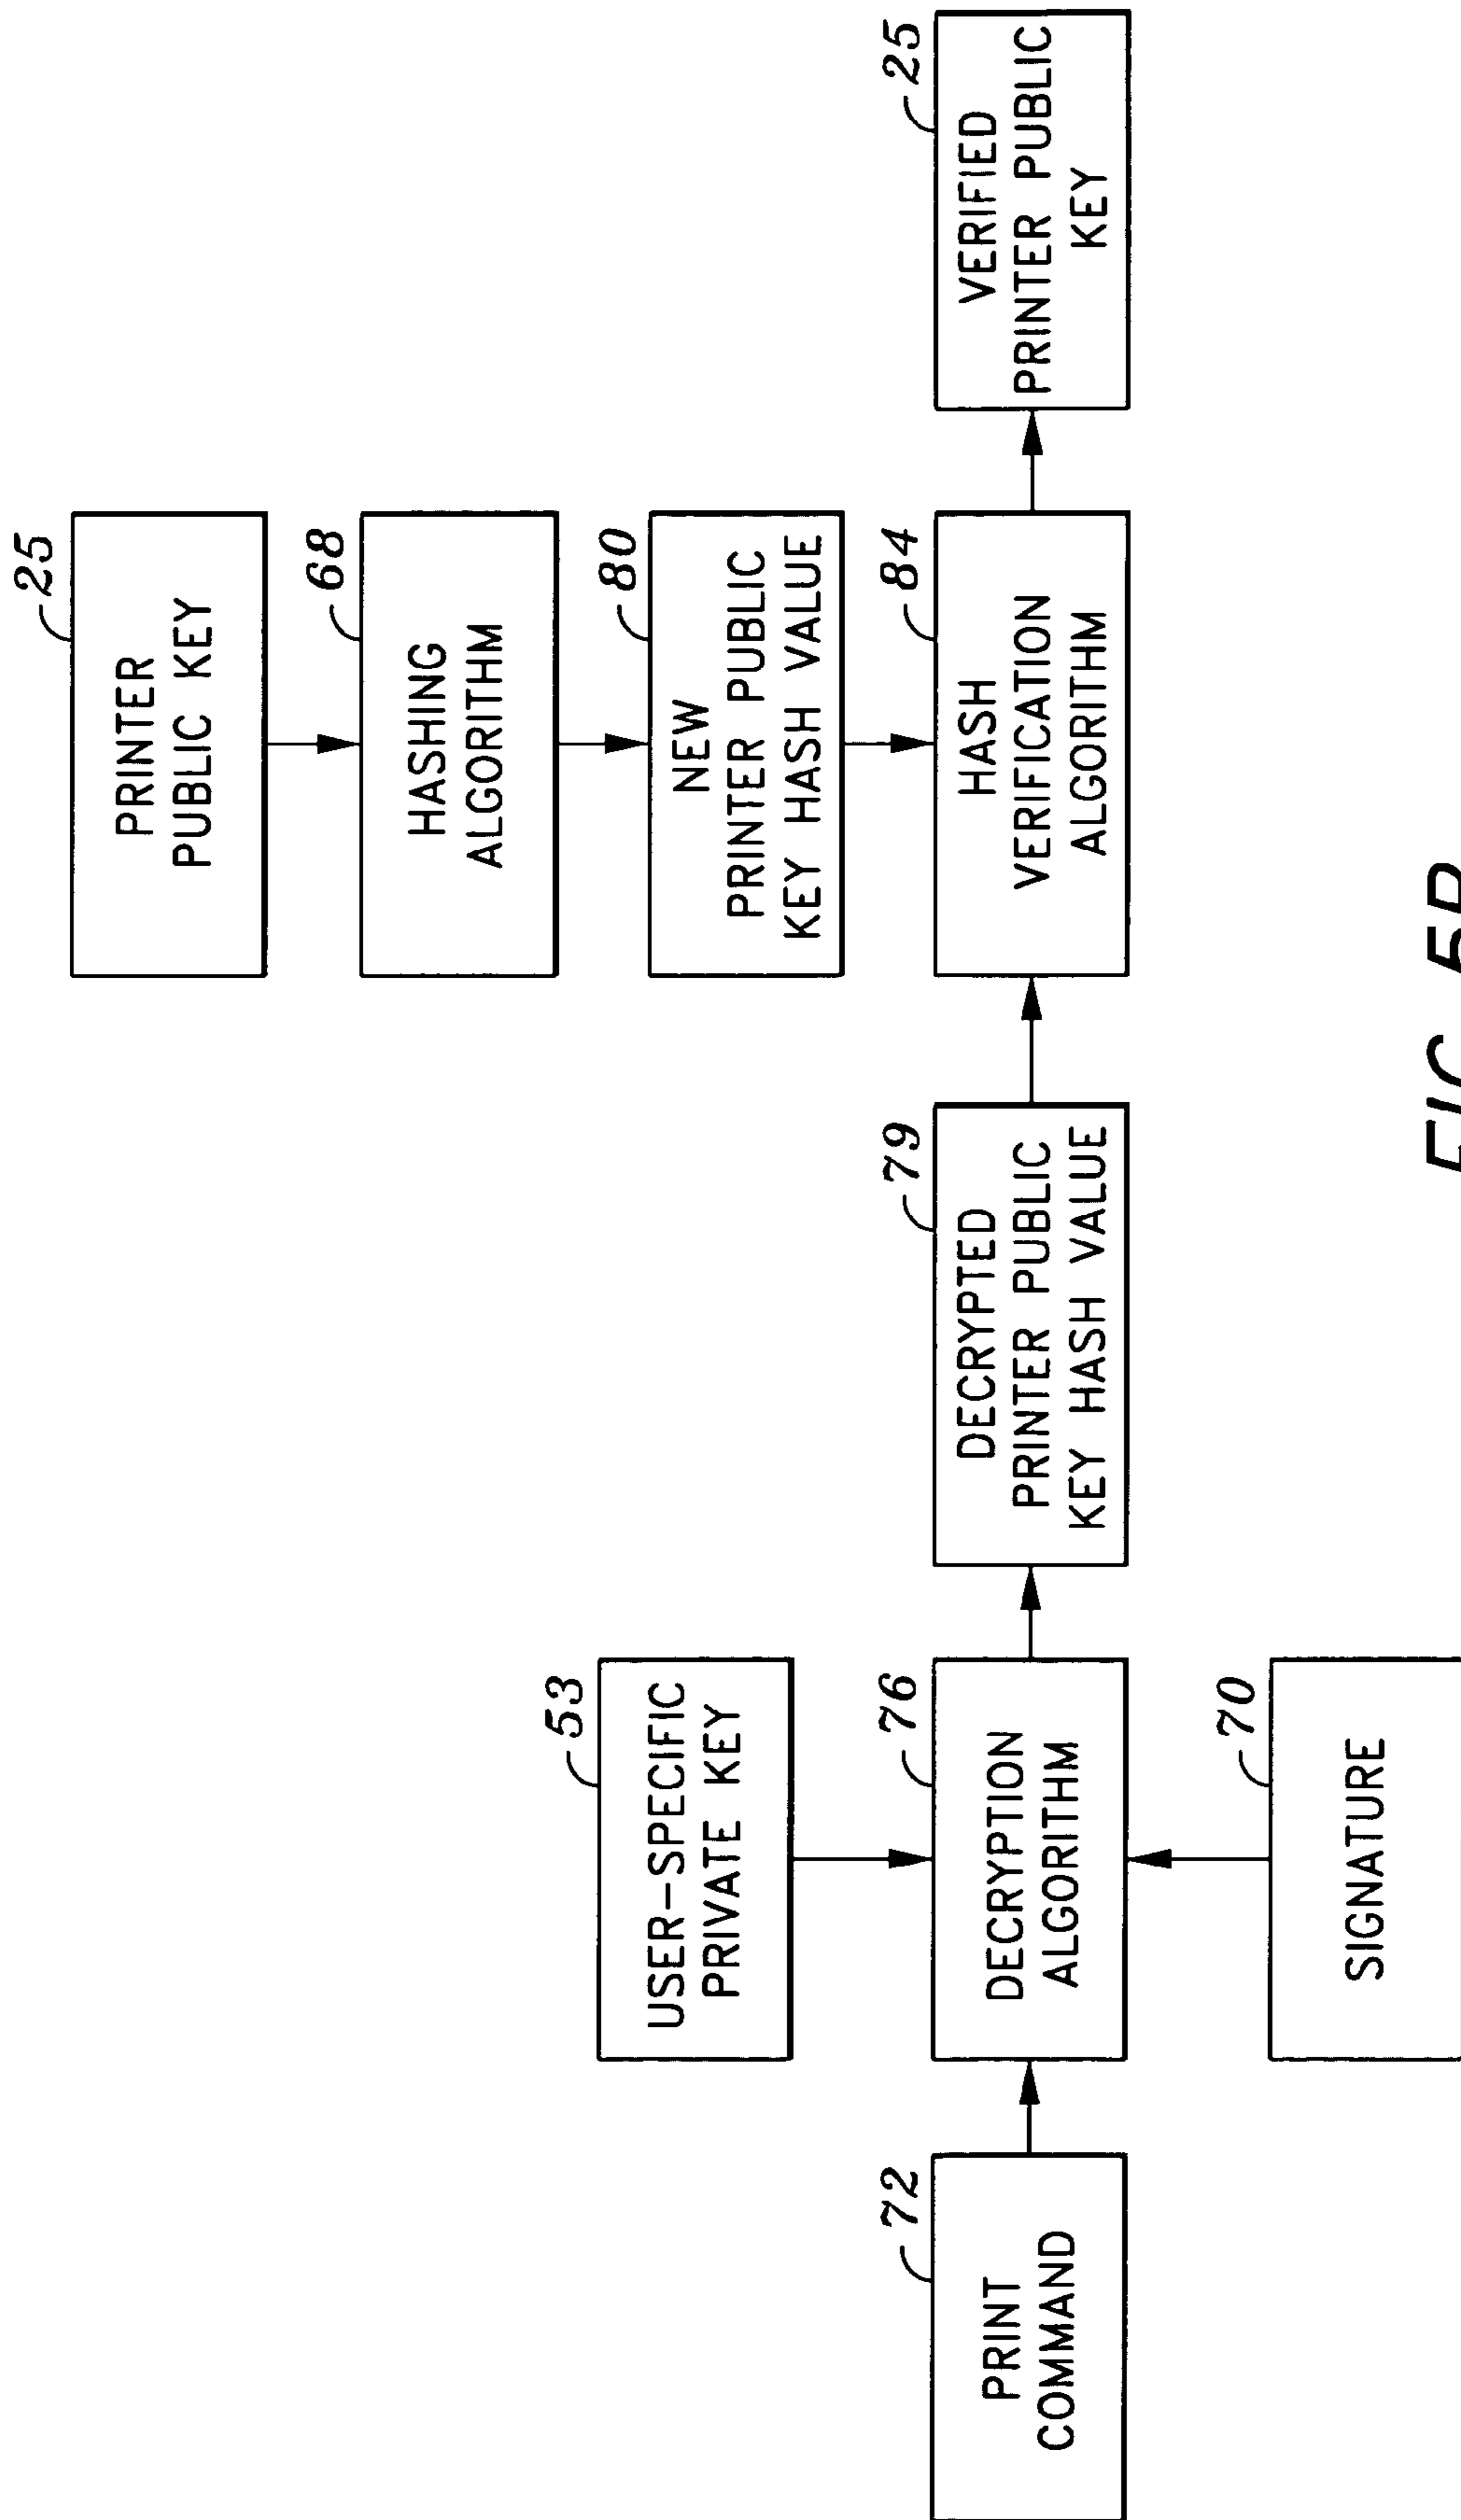 25
PRINTER
PUBLIC KEY
68
HASHING
ALGORITHM
53
USER-SPECIFIC
PRIVATE KEY
80
NEW
PRINTER PUBLIC
KEY HASH VALUE
72
PRINT
COMMAND
76
DECRYPTION
ALGORITHM
79
DECRYPTED
PRINTER PUBLIC
KEY HASH VALUE
84
HASH
VERIFICATION
ALGORITHM
25
VERIFIED
PRINTER PUBLIC
KEY
70
SIGNATURE
FIG